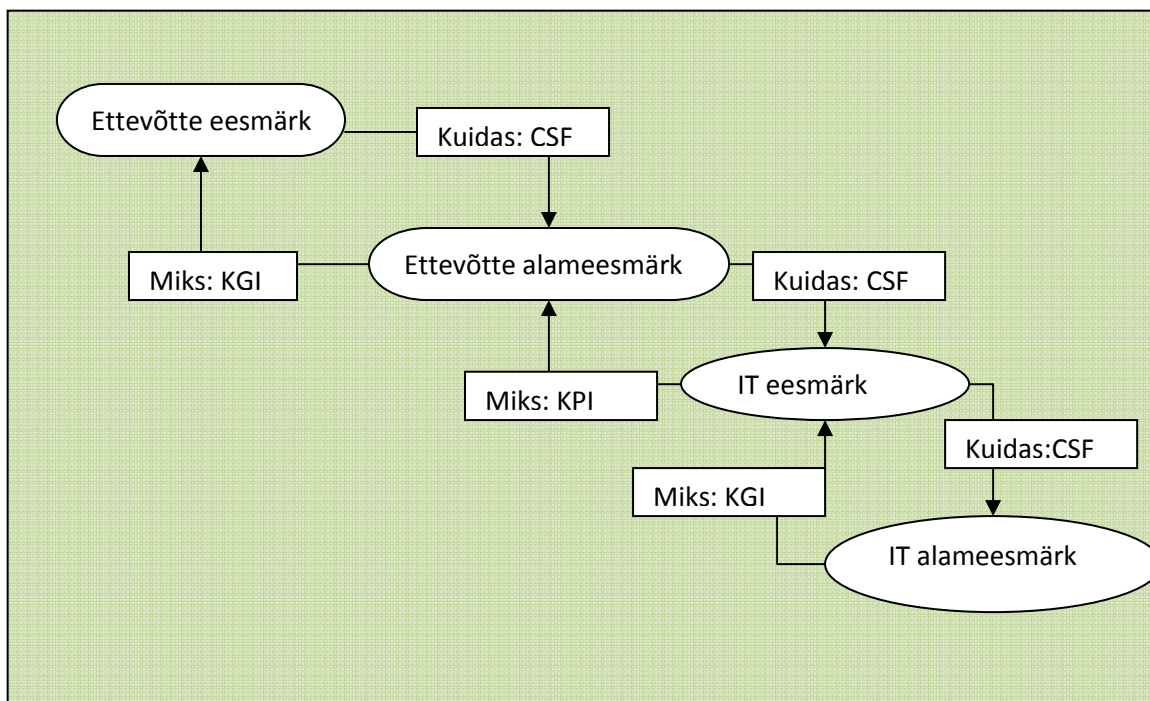 Ettevõtte eesmärk
Kuidas: CSF
Miks: KGI
Ettevõtte alameesmärk
Kuidas: CSF
Miks: KPI
IT eesmärk
Kuidas:CSF
Miks: KGI
IT alameesmärk